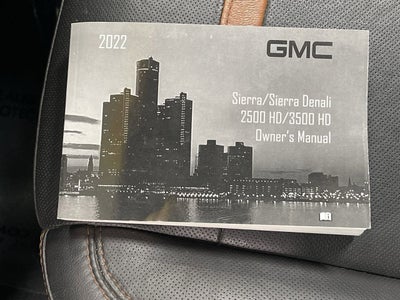 2022
GMC
Sierra/Sierra Denali
2500 HD/3500 HD
Owner's Manual